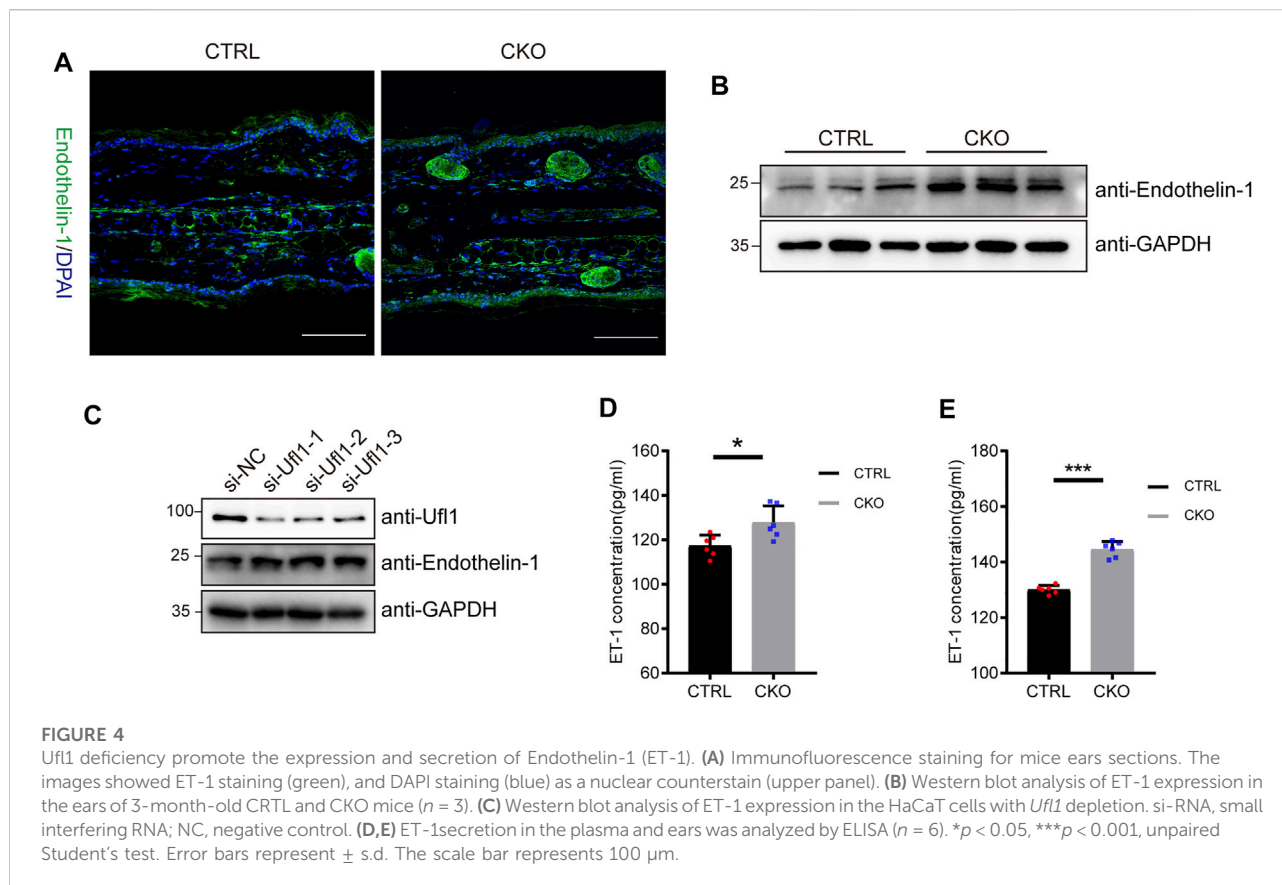 A
CTRL
CKO
Endothelin-1/DPAI
B
CTRL
CKO
25
anti-Endothelin-1
35
anti-GAPDH
C
si-NC
si-Ufl1-1
si-Ufl1-2
si-Ufl1-3
100
anti-Ufl1
25
anti-Endothelin-1
35
anti-GAPDH
D
ET-1 concentration(pg/ml)
160
140
120
100
80
60
*
CTRL
CKO
CTRL
CKO
E
ET-1 concentration(pg/ml)
180
160
140
120
100
***
CTRL
CKO
CTRL
CKO
FIGURE 4
Ufl1 deficiency promote the expression and secretion of Endothelin-1 (ET-1). (A) Immunofluorescence staining for mice ears sections. The
images showed ET-1 staining (green), and DAPI staining (blue) as a nuclear counterstain (upper panel). (B) Western blot analysis of ET-1 expression in
the ears of 3-month-old CRTL and CKO mice (n = 3). (C) Western blot analysis of ET-1 expression in the HaCaT cells with Ufl1 depletion. si-RNA, small
interfering RNA; NC, negative control. (D,E) ET-1secretion in the plasma and ears was analyzed by ELISA (n = 6). *p < 0.05, ***p < 0.001, unpaired
Student's test. Error bars represent ± s.d. The scale bar represents 100 μm.